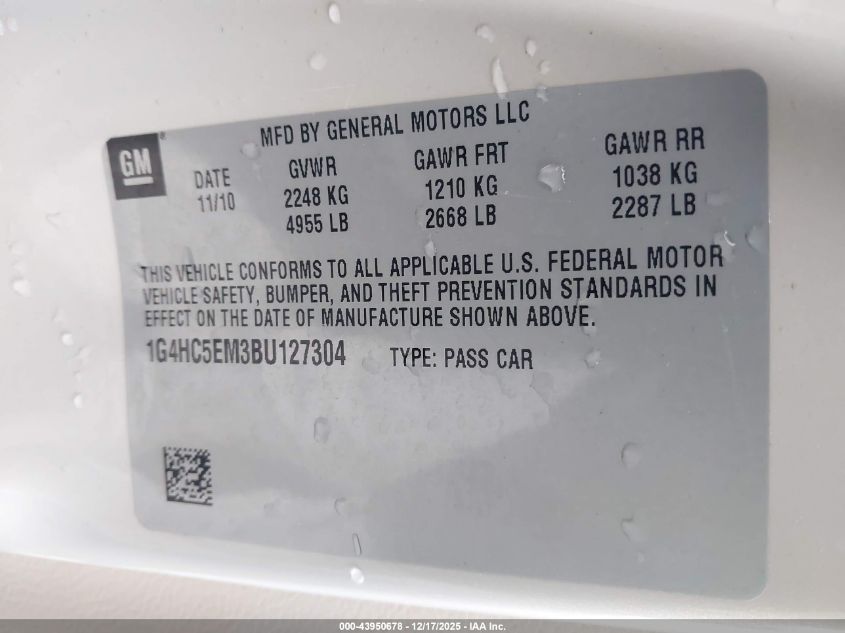 MFD BY GENERAL MOTORS LLC
GM®
DATE GVWR GAWR FRT GAWR RR
11/10 2248 KG 1210 KG 1038 KG
4955 LB 2668 LB 2287 LB
THIS VEHICLE CONFORMS TO ALL APPLICABLE U.S. FEDERAL MOTOR
VEHICLE SAFETY, BUMPER, AND THEFT PREVENTION STANDARDS IN
EFFECT ON THE DATE OF MANUFACTURE SHOWN ABOVE.
1G4HC5EM3BU127304 TYPE: PASS CAR
000-43950678 - 12/17/2025 - IAA Inc.